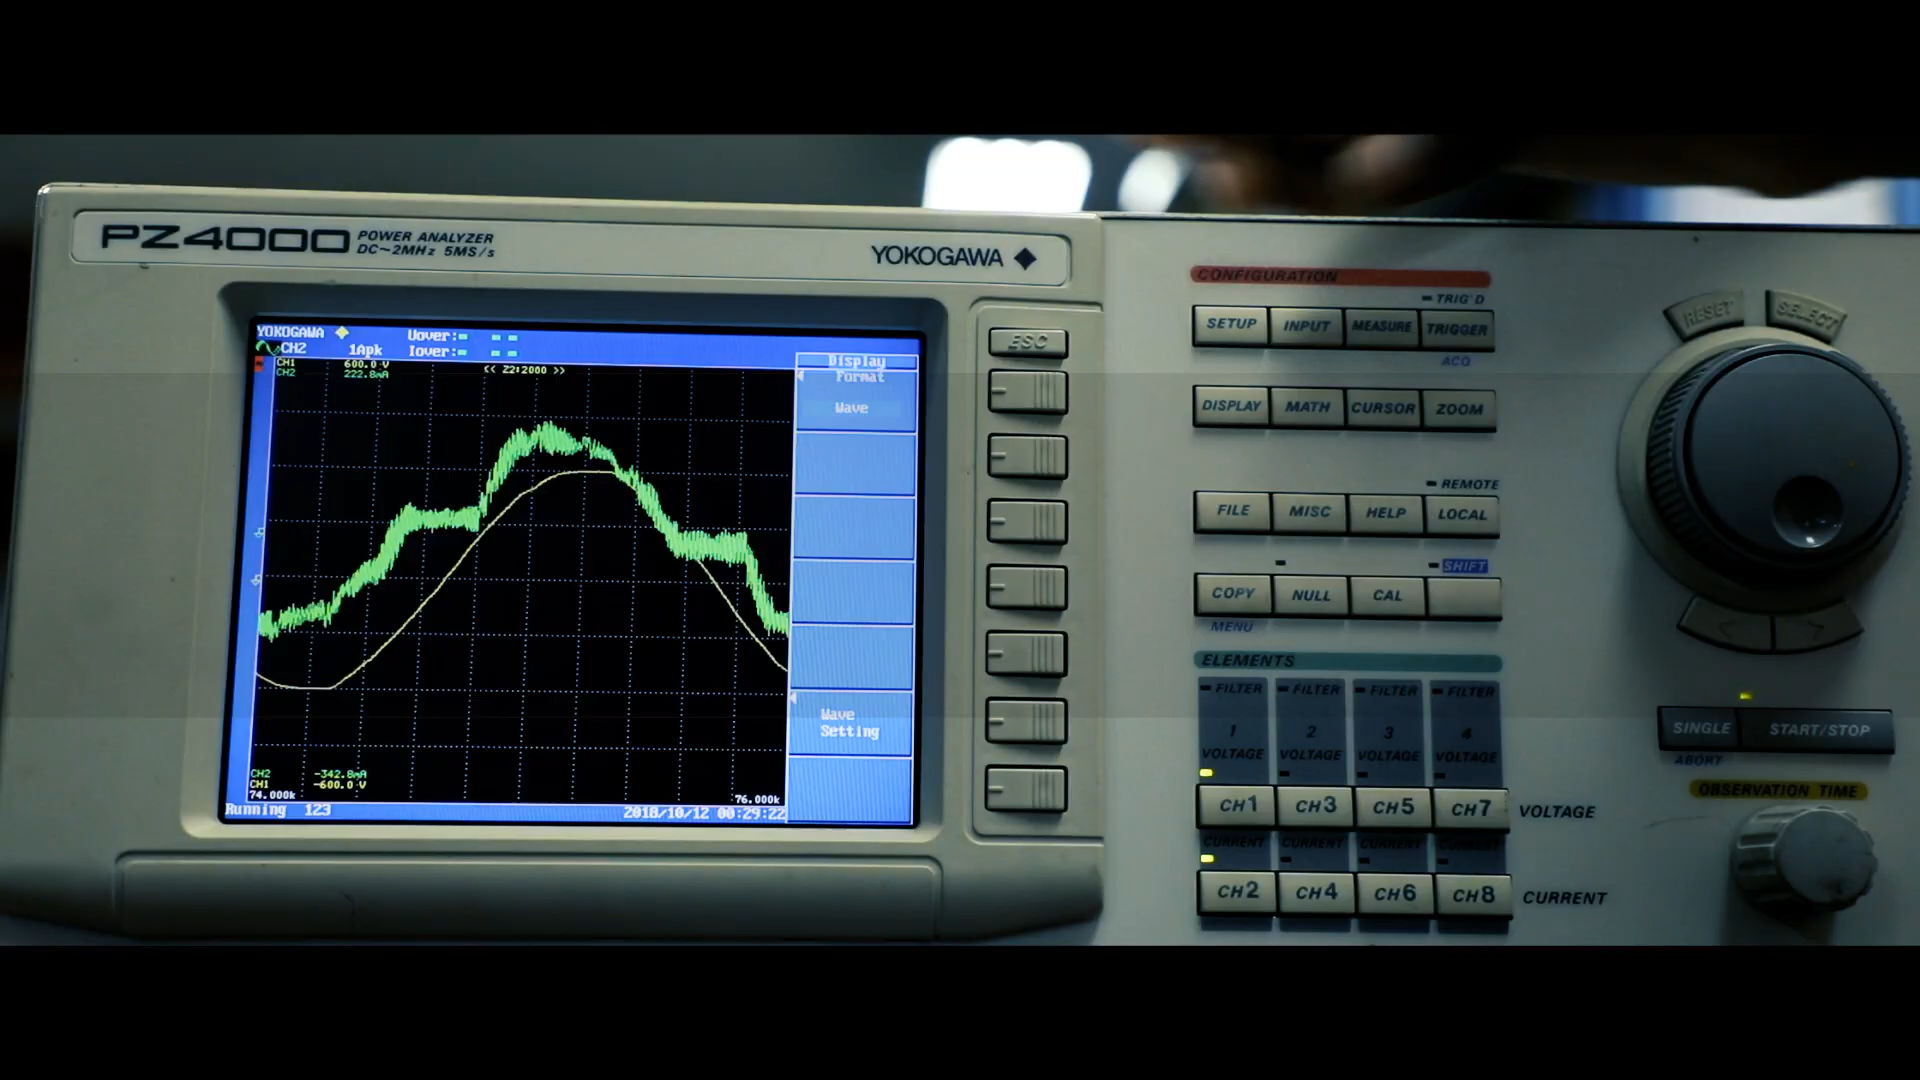 PZ4000 POWER ANALYZER
DC~2MHz 5MS/s
YOKOGAWA
YOKOGAWA
CH2 1Apk
Uover:
Iover:
CH1 600.0 V
CH2 222.8mA
<< Z2:2000 >>
Display
Format
Wave
Wave
Setting
CH2 -342.8mA
CH1 -600.0 V
74.000k
76.000k
Running 123
2018/10/12 00:29:22
ESC
CONFIGURATION
TRIG'D
SETUP INPUT MEASURE TRIGGER
ACQ
DISPLAY MATH CURSOR ZOOM
REMOTE
FILE MISC HELP LOCAL
SHIFT
COPY NULL CAL
MENU
ELEMENTS
FILTER FILTER FILTER FILTER
1 2 3 4
VOLTAGE VOLTAGE VOLTAGE VOLTAGE
CH1 CH3 CH5 CH7 VOLTAGE
CURRENT CURRENT CURRENT CURRENT
CH2 CH4 CH6 CH8 CURRENT
RESET SELECT
SINGLE START/STOP
ABORT
OBSERVATION TIME